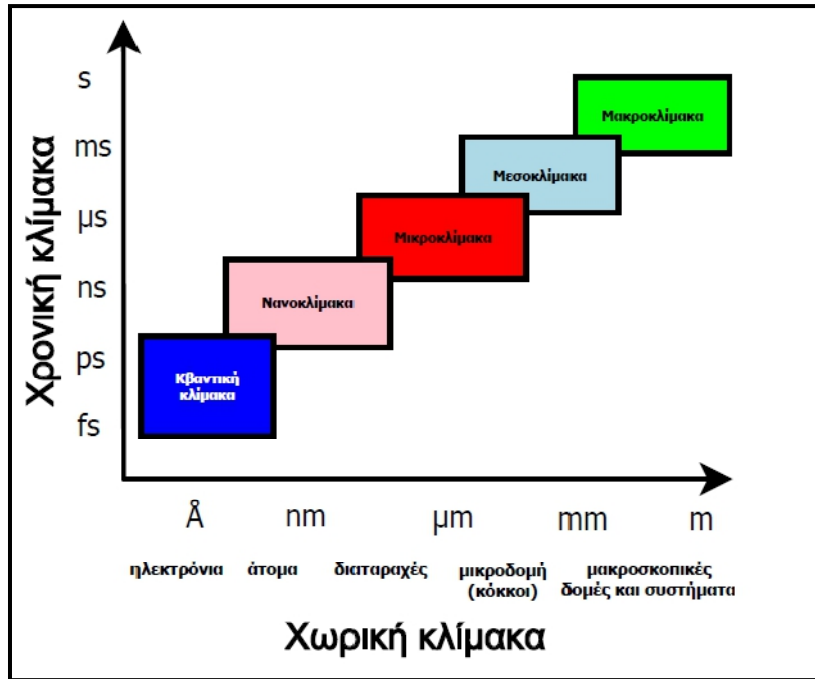 Χρονική κλίμακα
s
ms
μs
ns
ps
fs
Μακροκλίμακα
Μεσοκλίμακα
Μικροκλίμακα
Νανοκλίμακα
Κβαντική
κλίμακα
Å nm μm mm m
ηλεκτρόνια άτομα διαταραχές μικροδομή μακροσκοπικές
(κόκκοι) δομές και συστήματα
Χωρική κλίμακα